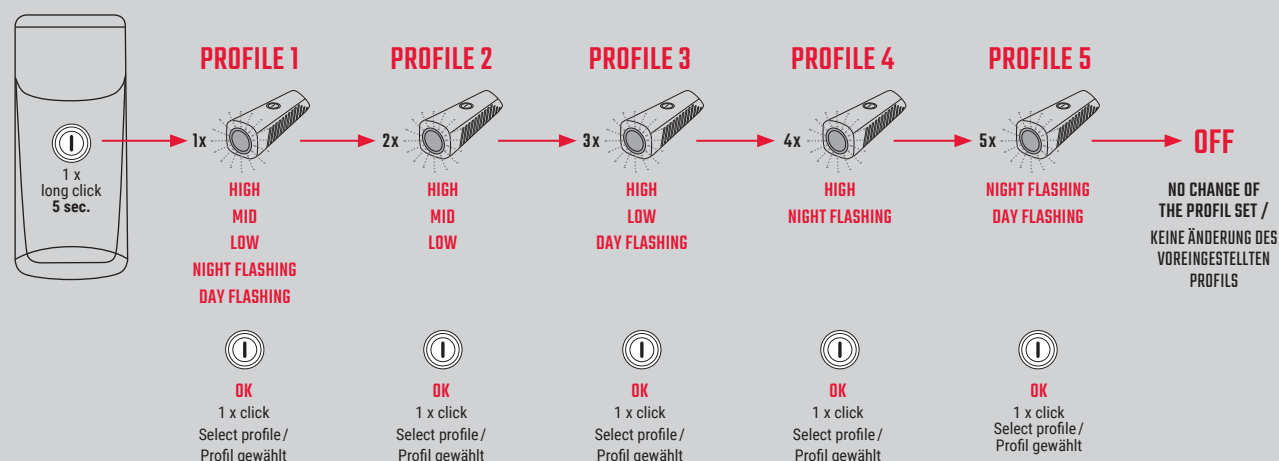 PROFILE 1
PROFILE 2
PROFILE 3
PROFILE 4
PROFILE 5
1 x
long click
5 sec.
1x
2x
3x
4x
5x
OFF
HIGH
MID
LOW
NIGHT FLASHING
DAY FLASHING
HIGH
MID
LOW
HIGH
LOW
DAY FLASHING
HIGH
NIGHT FLASHING
NIGHT FLASHING
DAY FLASHING
NO CHANGE OF
THE PROFIL SET /
KEINE ÄNDERUNG DES
VOREINGESTELLTEN
PROFILS
OK
1 x click
Select profile /
Profil gewählt
OK
1 x click
Select profile /
Profil gewählt
OK
1 x click
Select profile /
Profil gewählt
OK
1 x click
Select profile /
Profil gewählt
OK
1 x click
Select profile /
Profil gewählt